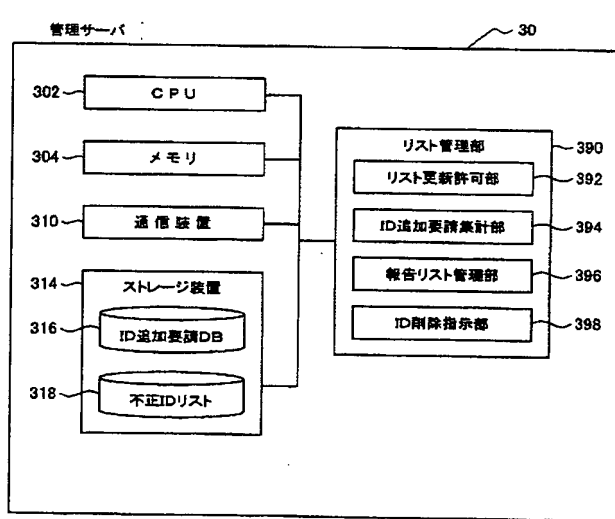 管理サーバ
30
302
CPU
304
メモリ
310
通信装置
314
ストレージ装置
316
ID追加要請DB
318
不正IDリスト
リスト管理部
390
リスト更新許可部
392
ID追加要請集計部
394
報告リスト管理部
396
ID削除指示部
398